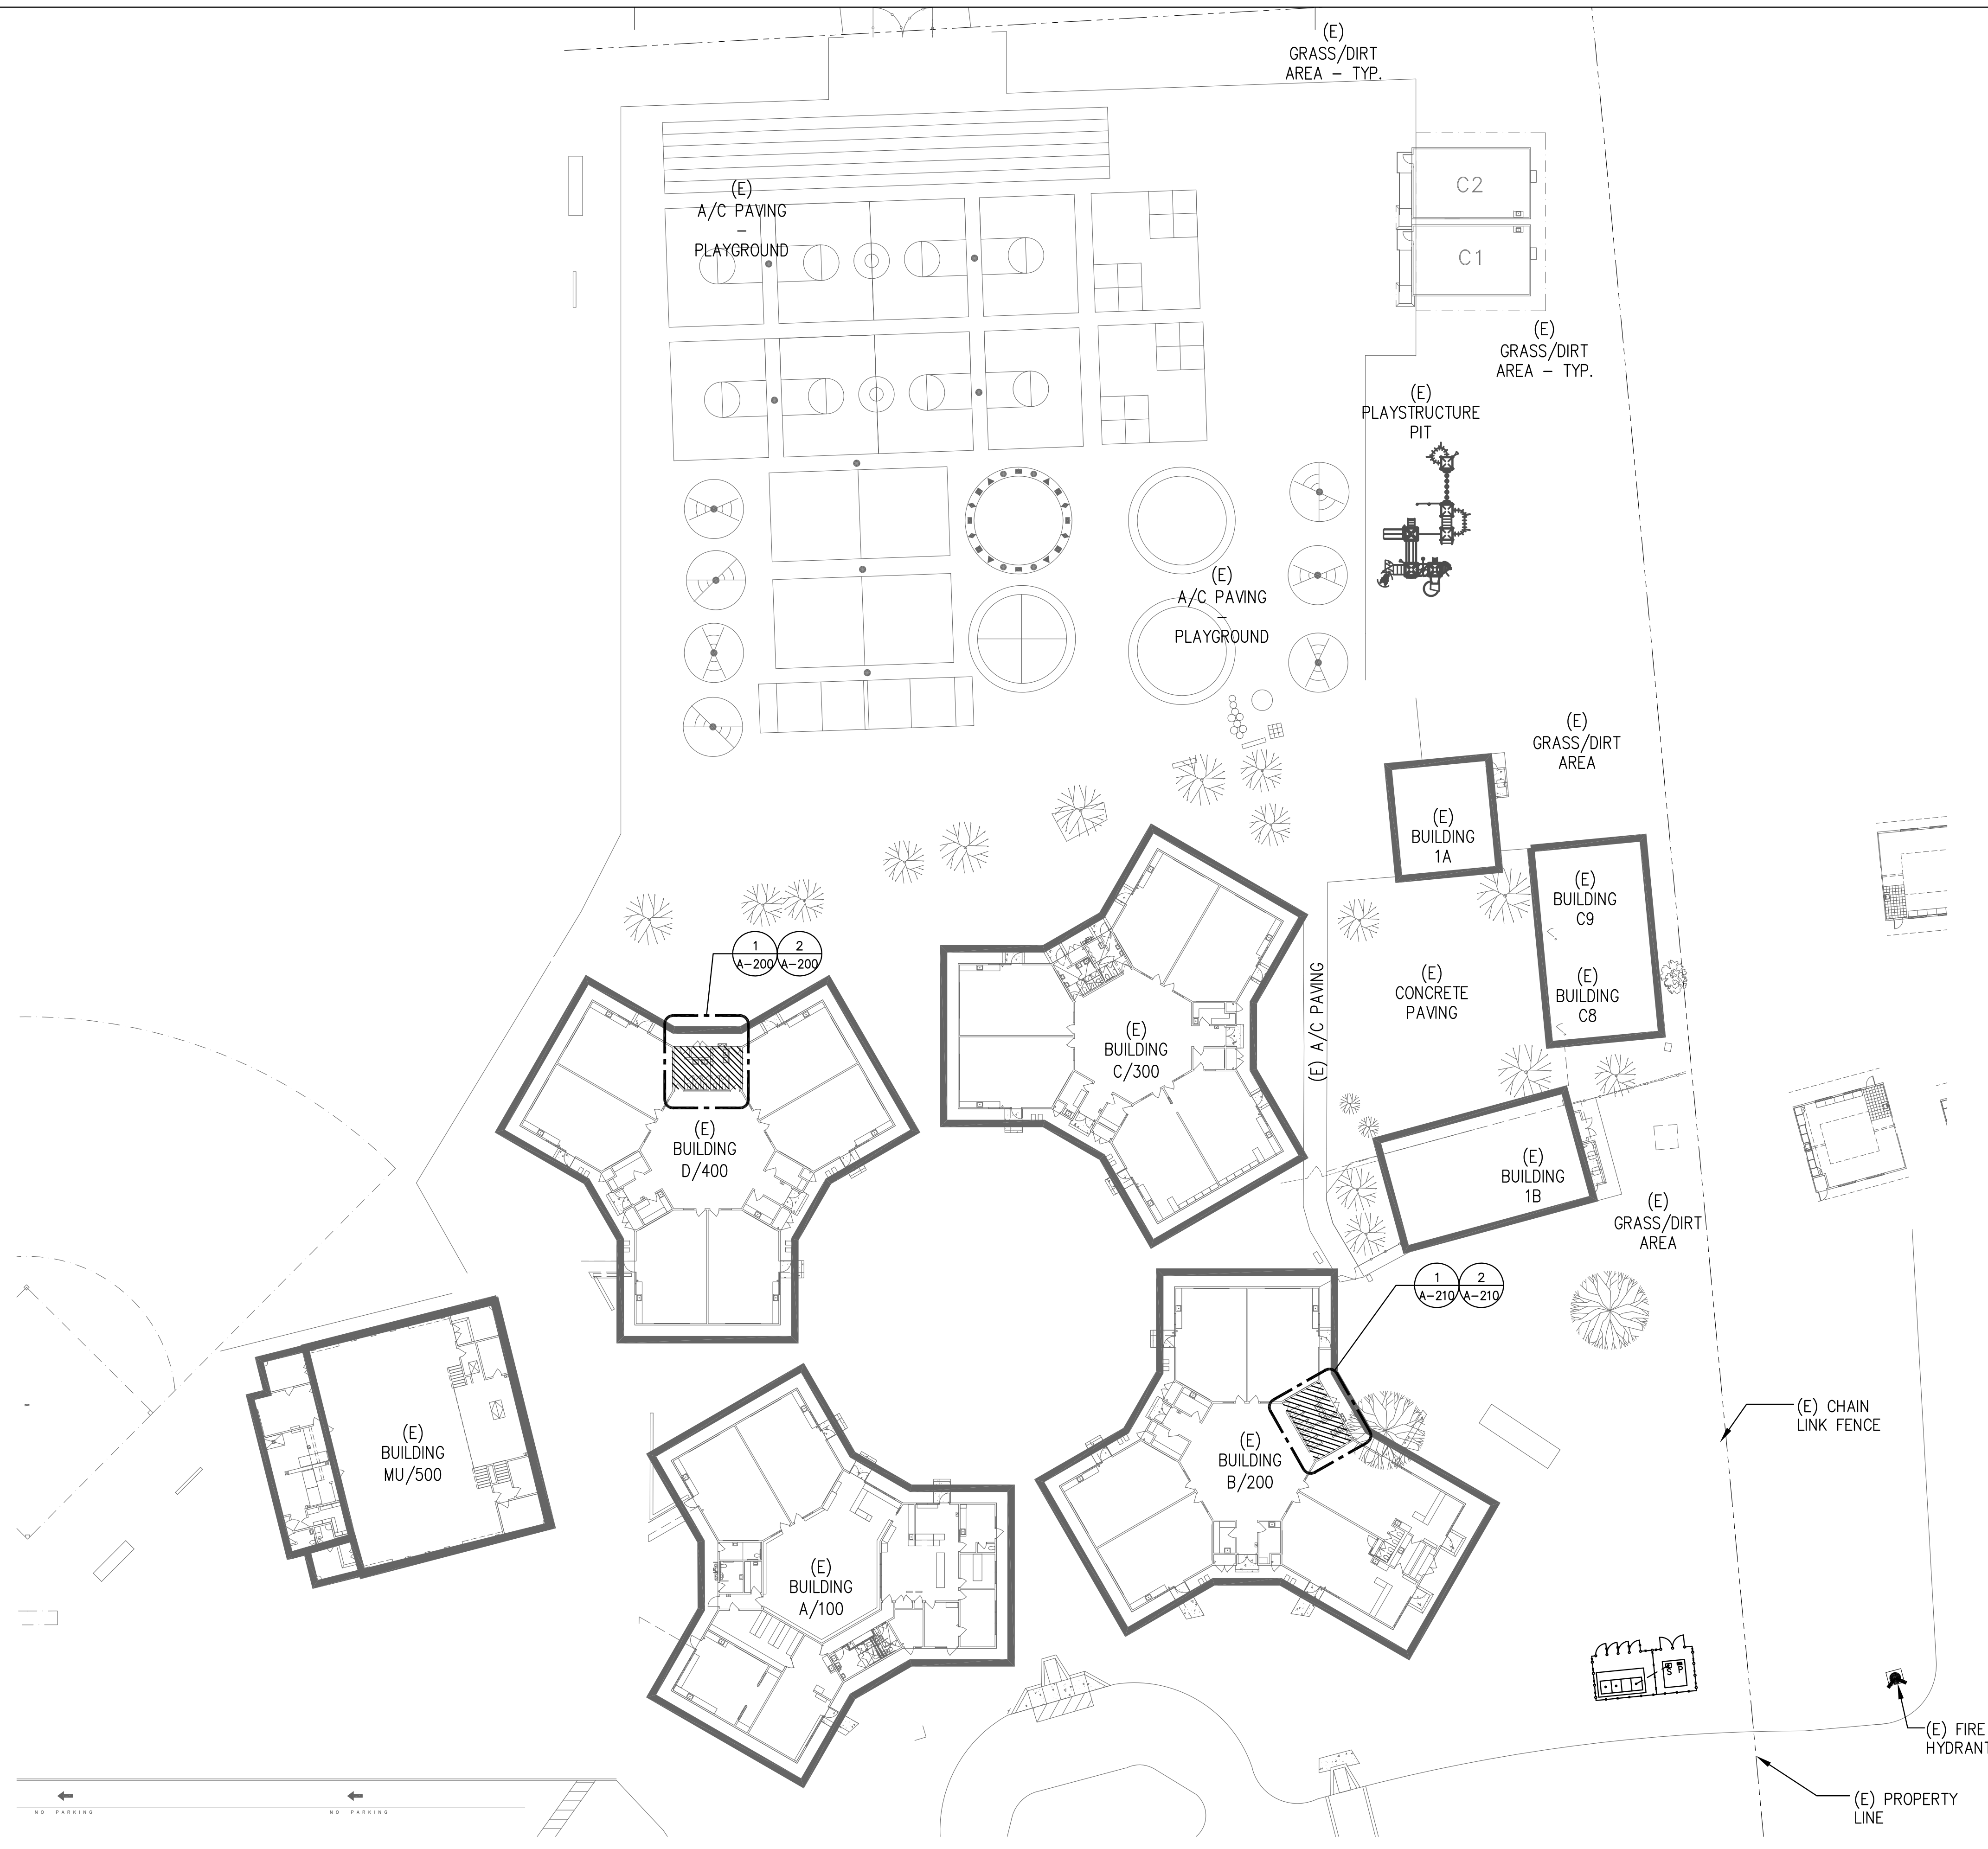 (E)
GRASS/DIRT
AREA - TYP.
(E)
A/C PAVING
-
PLAYGROUND
C2
C1
(E)
GRASS/DIRT
AREA - TYP.
(E)
PLAYSTRUCTURE
PIT
(E)
A/C PAVING
-
PLAYGROUND
(E)
GRASS/DIRT
AREA
(E)
BUILDING
1A
(E)
BUILDING
C9
(E)
BUILDING
C8
(E)
CONCRETE
PAVING
(E) A/C PAVING
1
A-200
2
A-200
(E)
BUILDING
C/300
(E)
BUILDING
D/400
(E)
BUILDING
1B
(E)
GRASS/DIRT
AREA
1
A-210
2
A-210
(E) CHAIN
LINK FENCE
(E)
BUILDING
MU/500
(E)
BUILDING
B/200
(E)
BUILDING
A/100
S P
(E) FIRE
HYDRANT
(E) PROPERTY
LINE
NO PARKING
NO PARKING